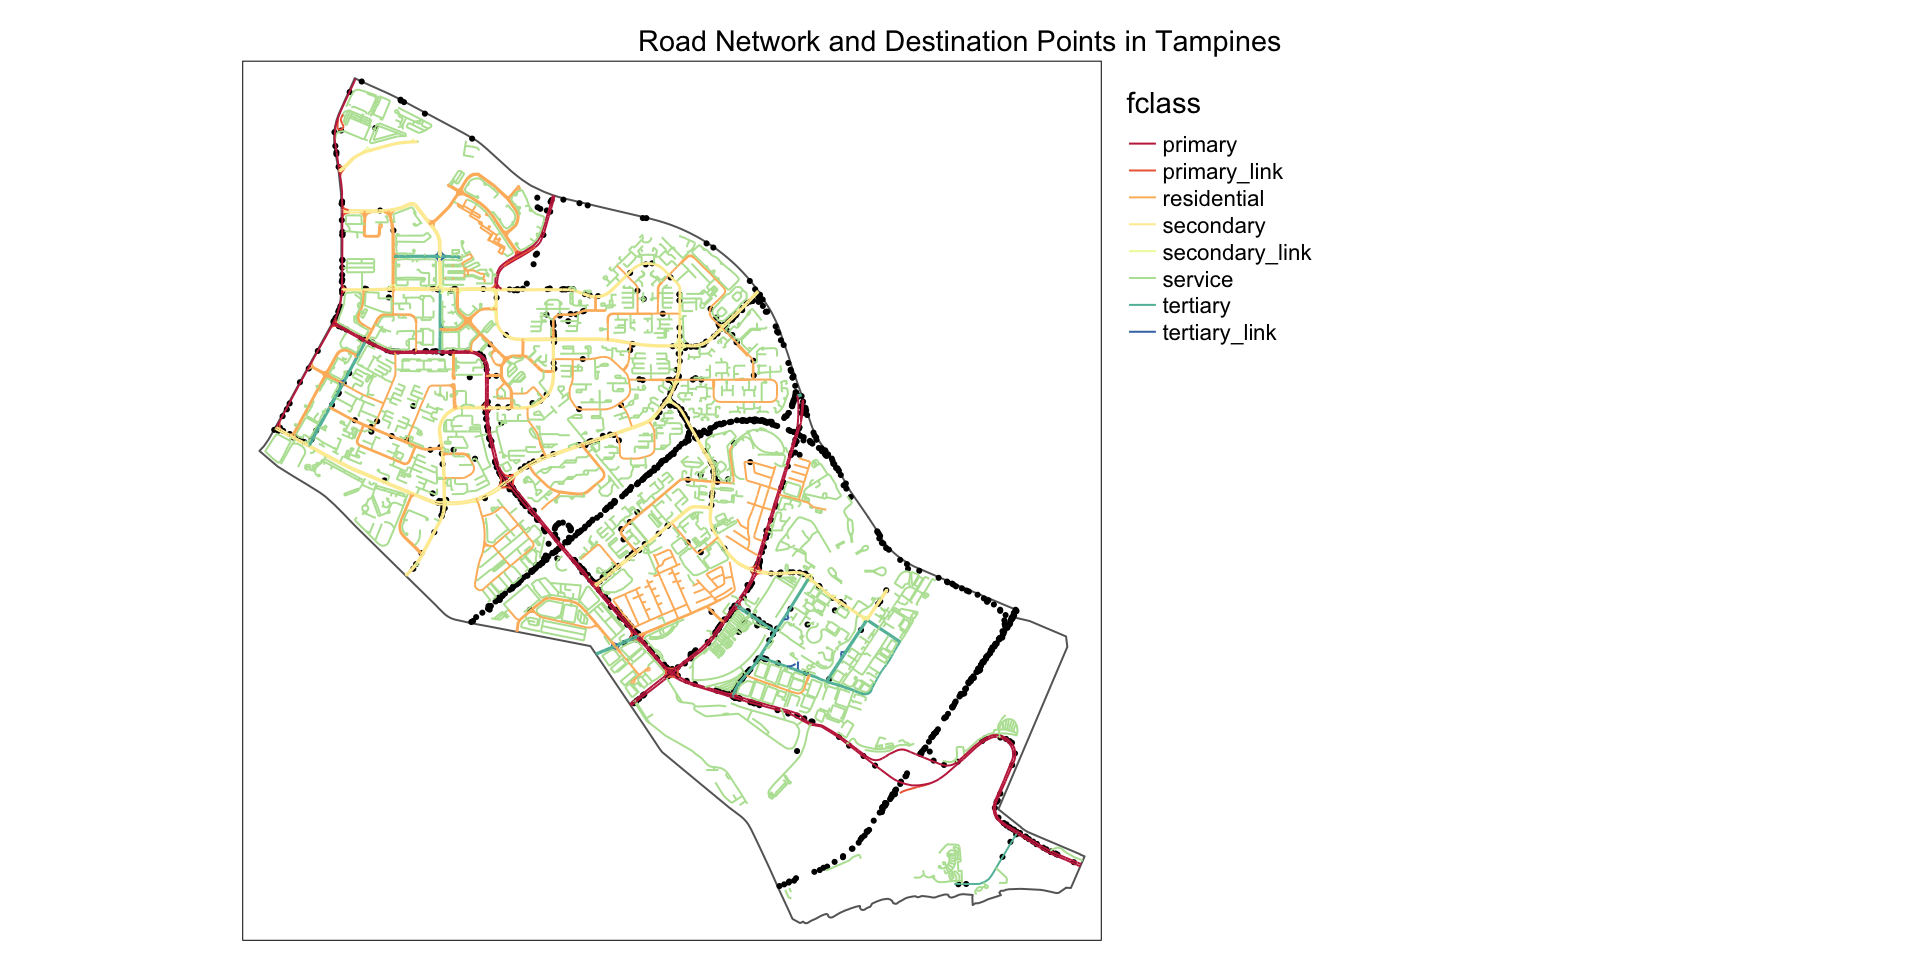 Road Network and Destination Points in Tampines
fclass
primary
primary_link
residential
secondary
secondary_link
service
tertiary
tertiary_link